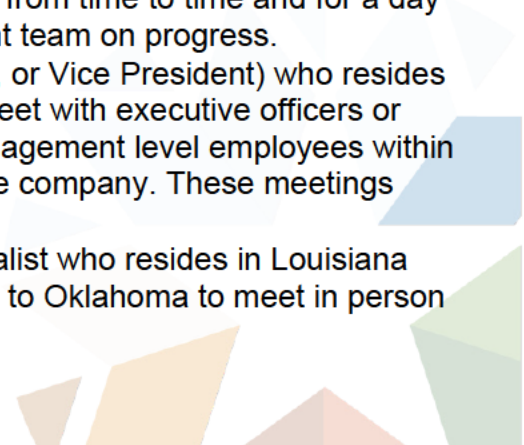 from time to time and for a day
nt team on progress.
or Vice President) who resides
eet with executive officers or
agement level employees within
e company. These meetings
alist who resides in Louisiana
to Oklahoma to meet in person